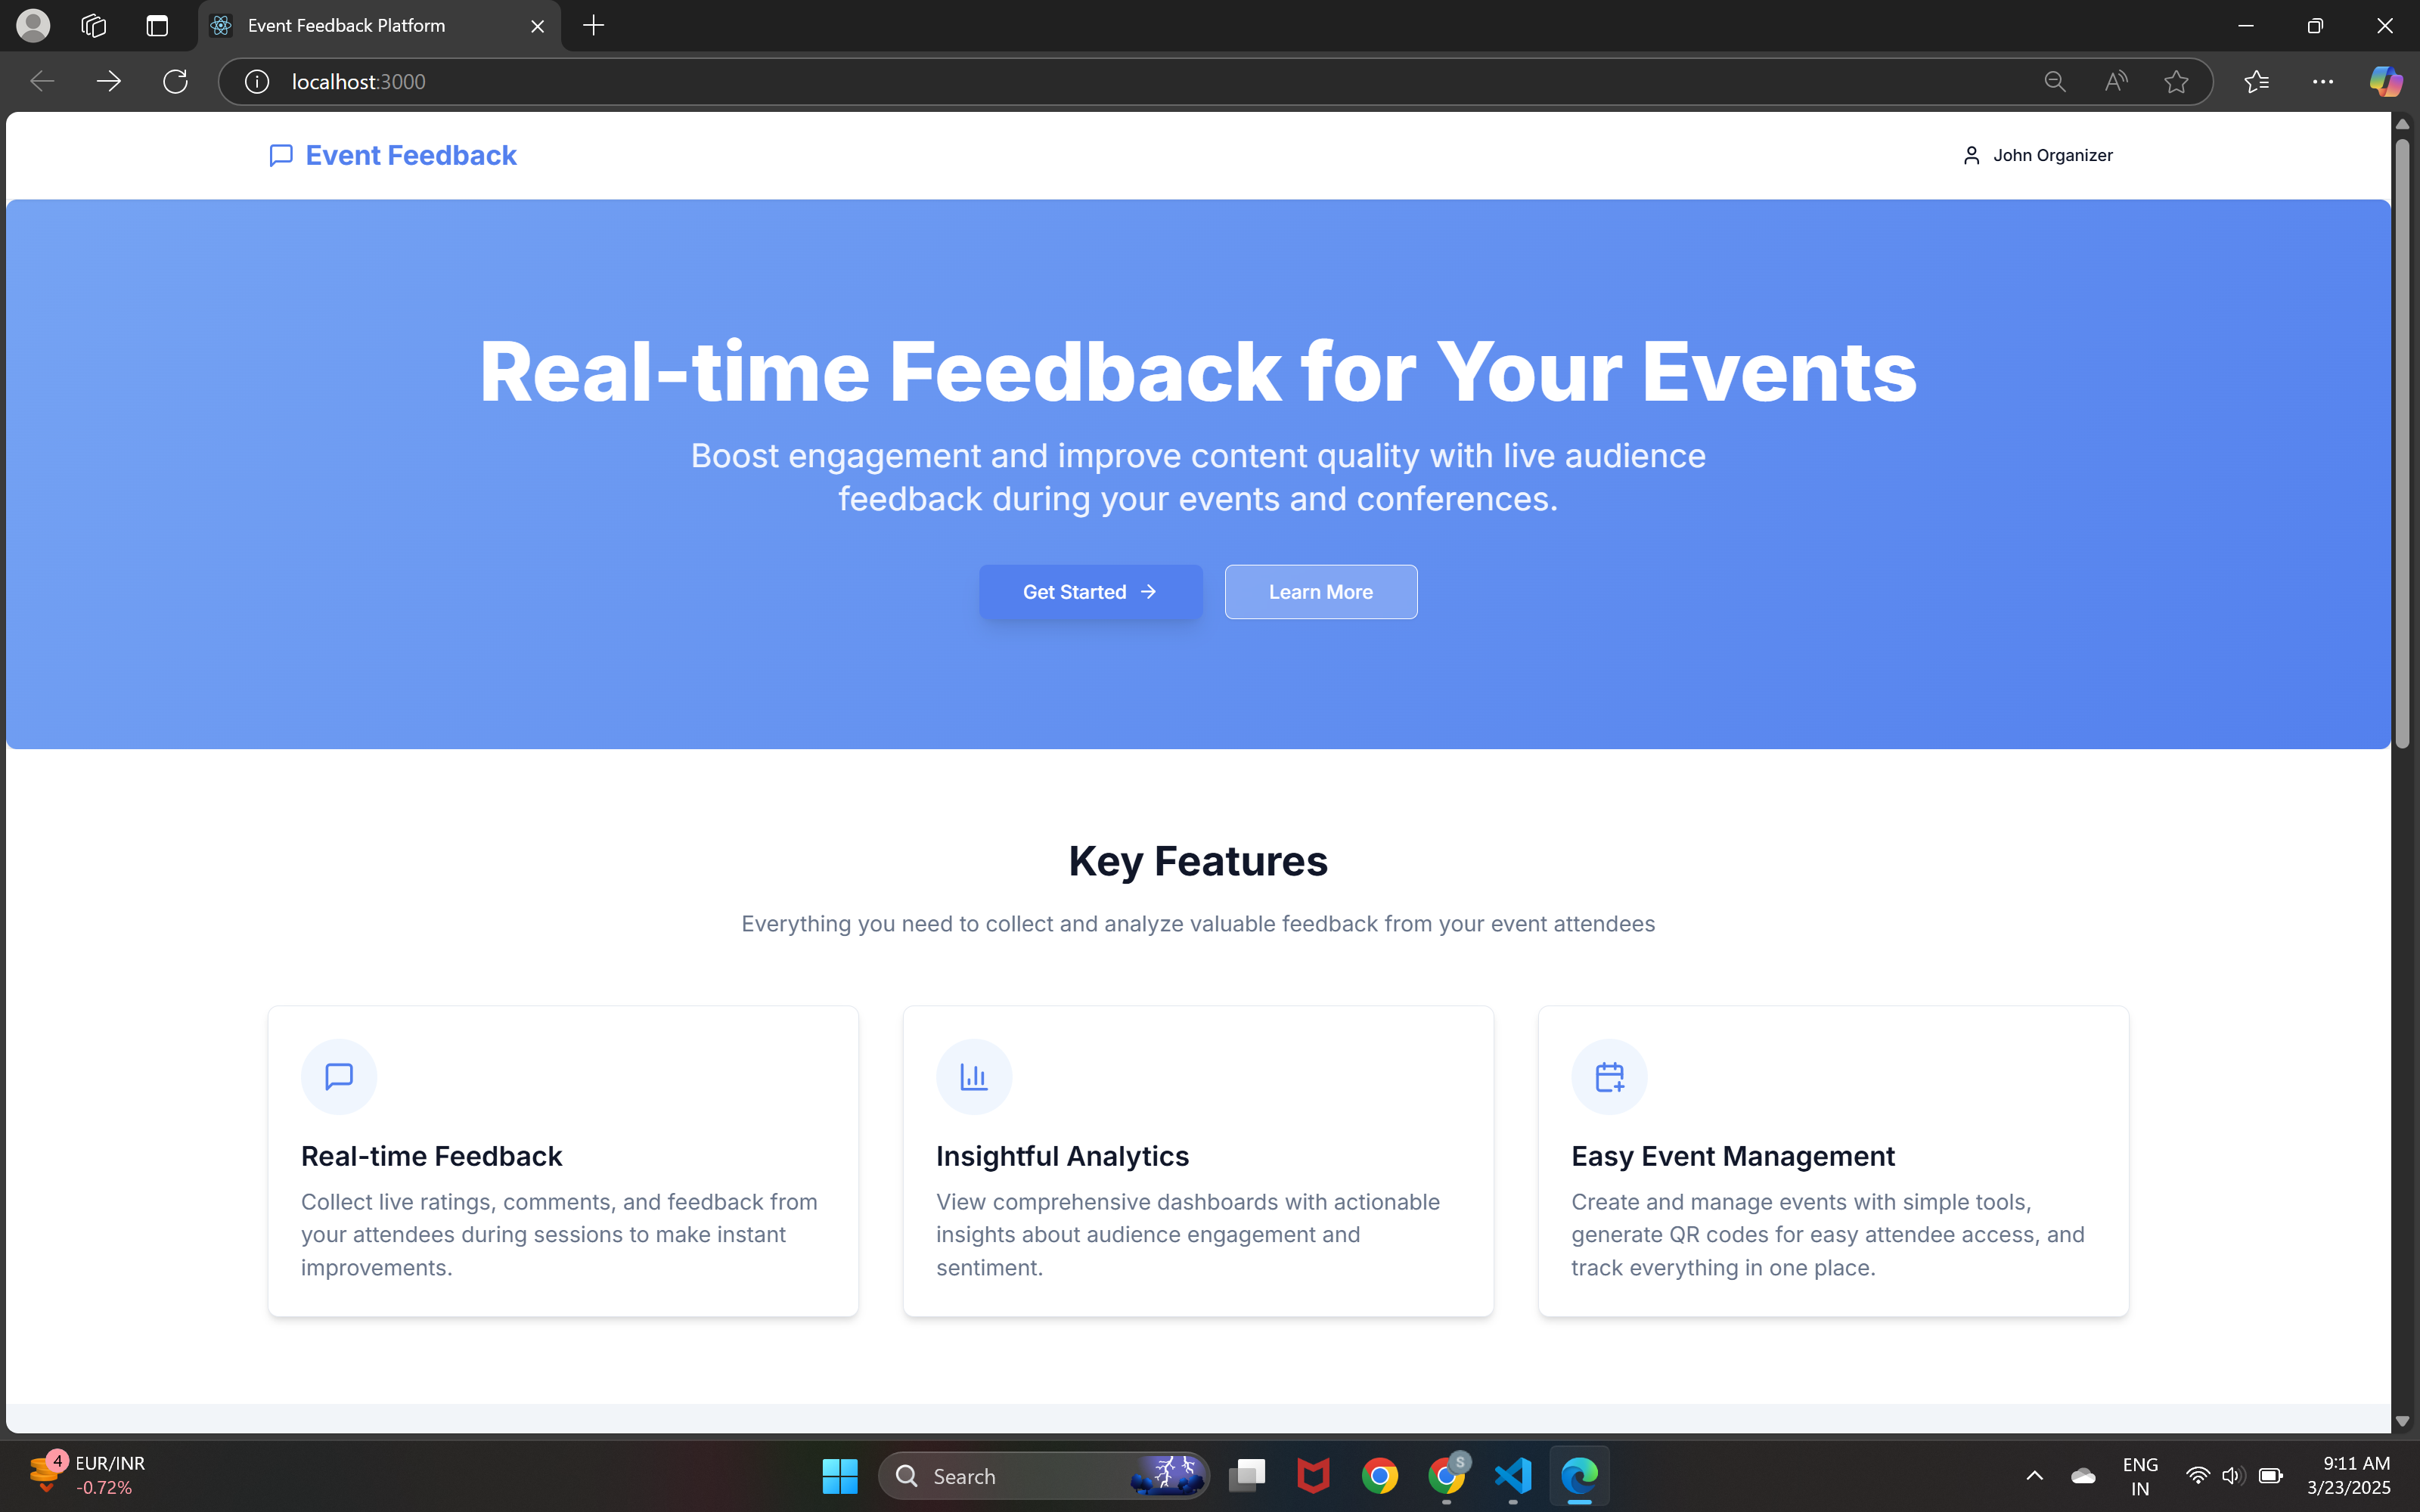 Event Feedback Platform
localhost:3000
Event Feedback
John Organizer
Real-time Feedback for Your Events
Boost engagement and improve content quality with live audience
feedback during your events and conferences.
Get Started
Learn More
Key Features
Everything you need to collect and analyze valuable feedback from your event attendees
Real-time Feedback
Collect live ratings, comments, and feedback from
your attendees during sessions to make instant
improvements.
Insightful Analytics
View comprehensive dashboards with actionable
insights about audience engagement and
sentiment.
Easy Event Management
Create and manage events with simple tools,
generate QR codes for easy attendee access, and
track everything in one place.
4
EUR/INR
-0.72%
Search
S
ENG
IN
9:11 AM
3/23/2025